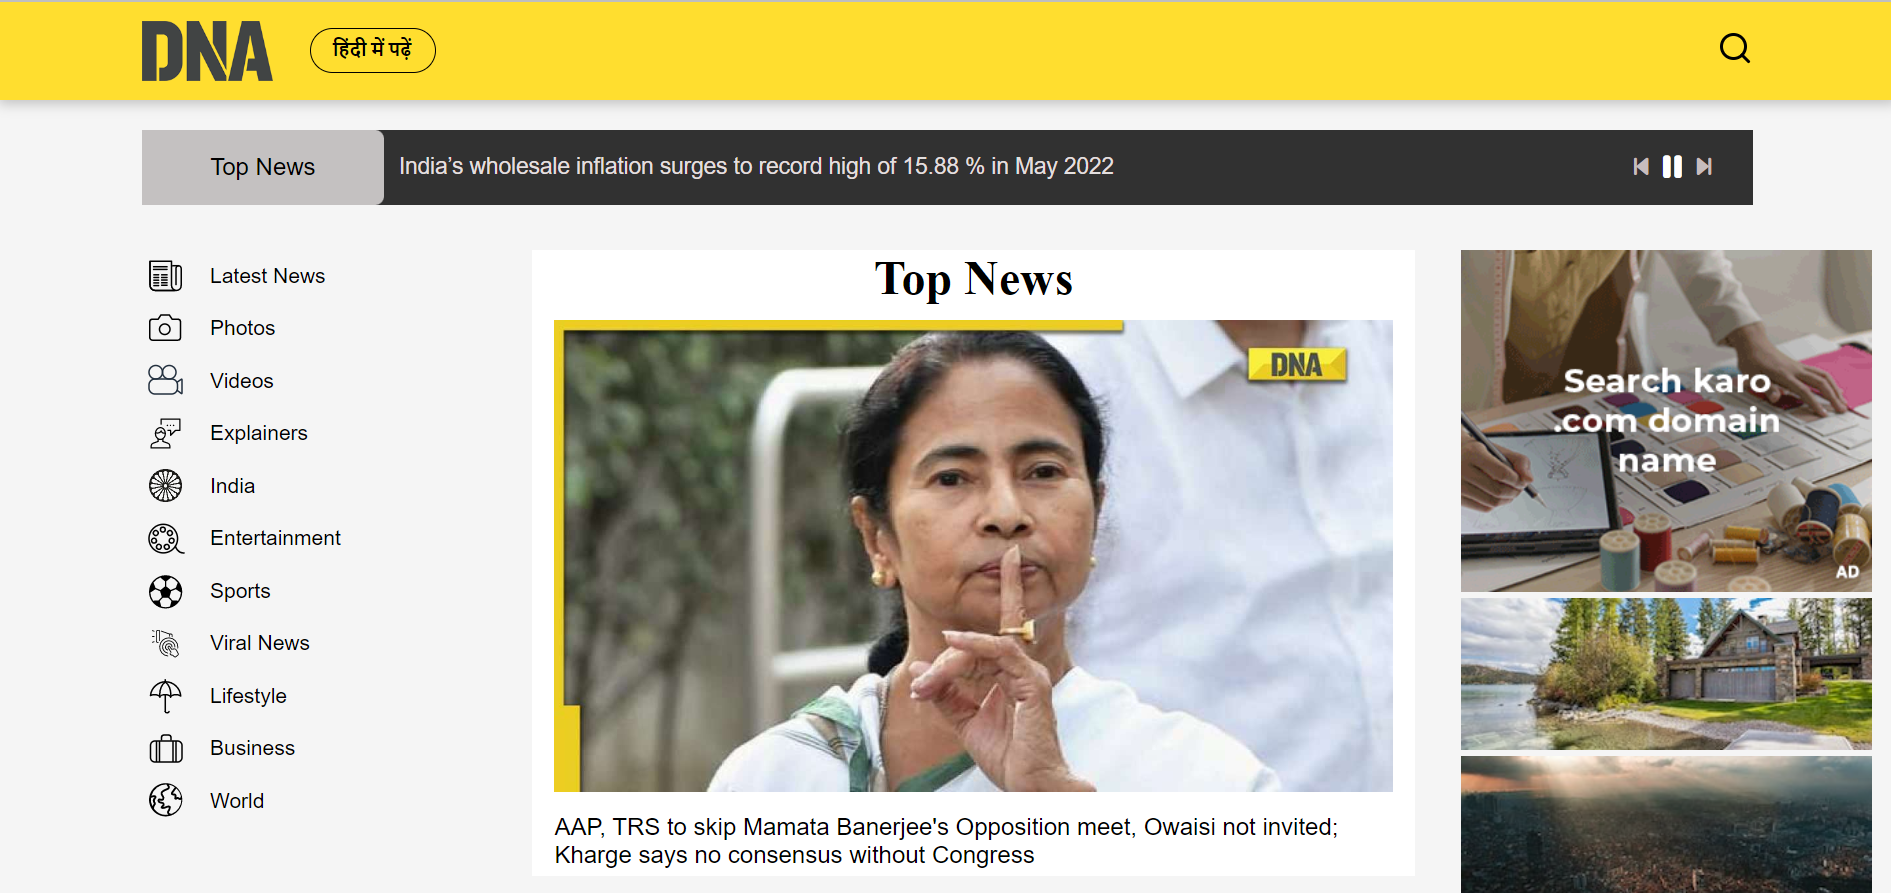 DNA
हिंदी में पढ़ें
Top News
India’s wholesale inflation surges to record high of 15.88 % in May 2022
Latest News
Photos
Videos
Explainers
India
Entertainment
Sports
Viral News
Lifestyle
Business
World
Top News
DNA
AAP, TRS to skip Mamata Banerjee's Opposition meet, Owaisi not invited;
Kharge says no consensus without Congress
Search karo
.com domain
name
AD